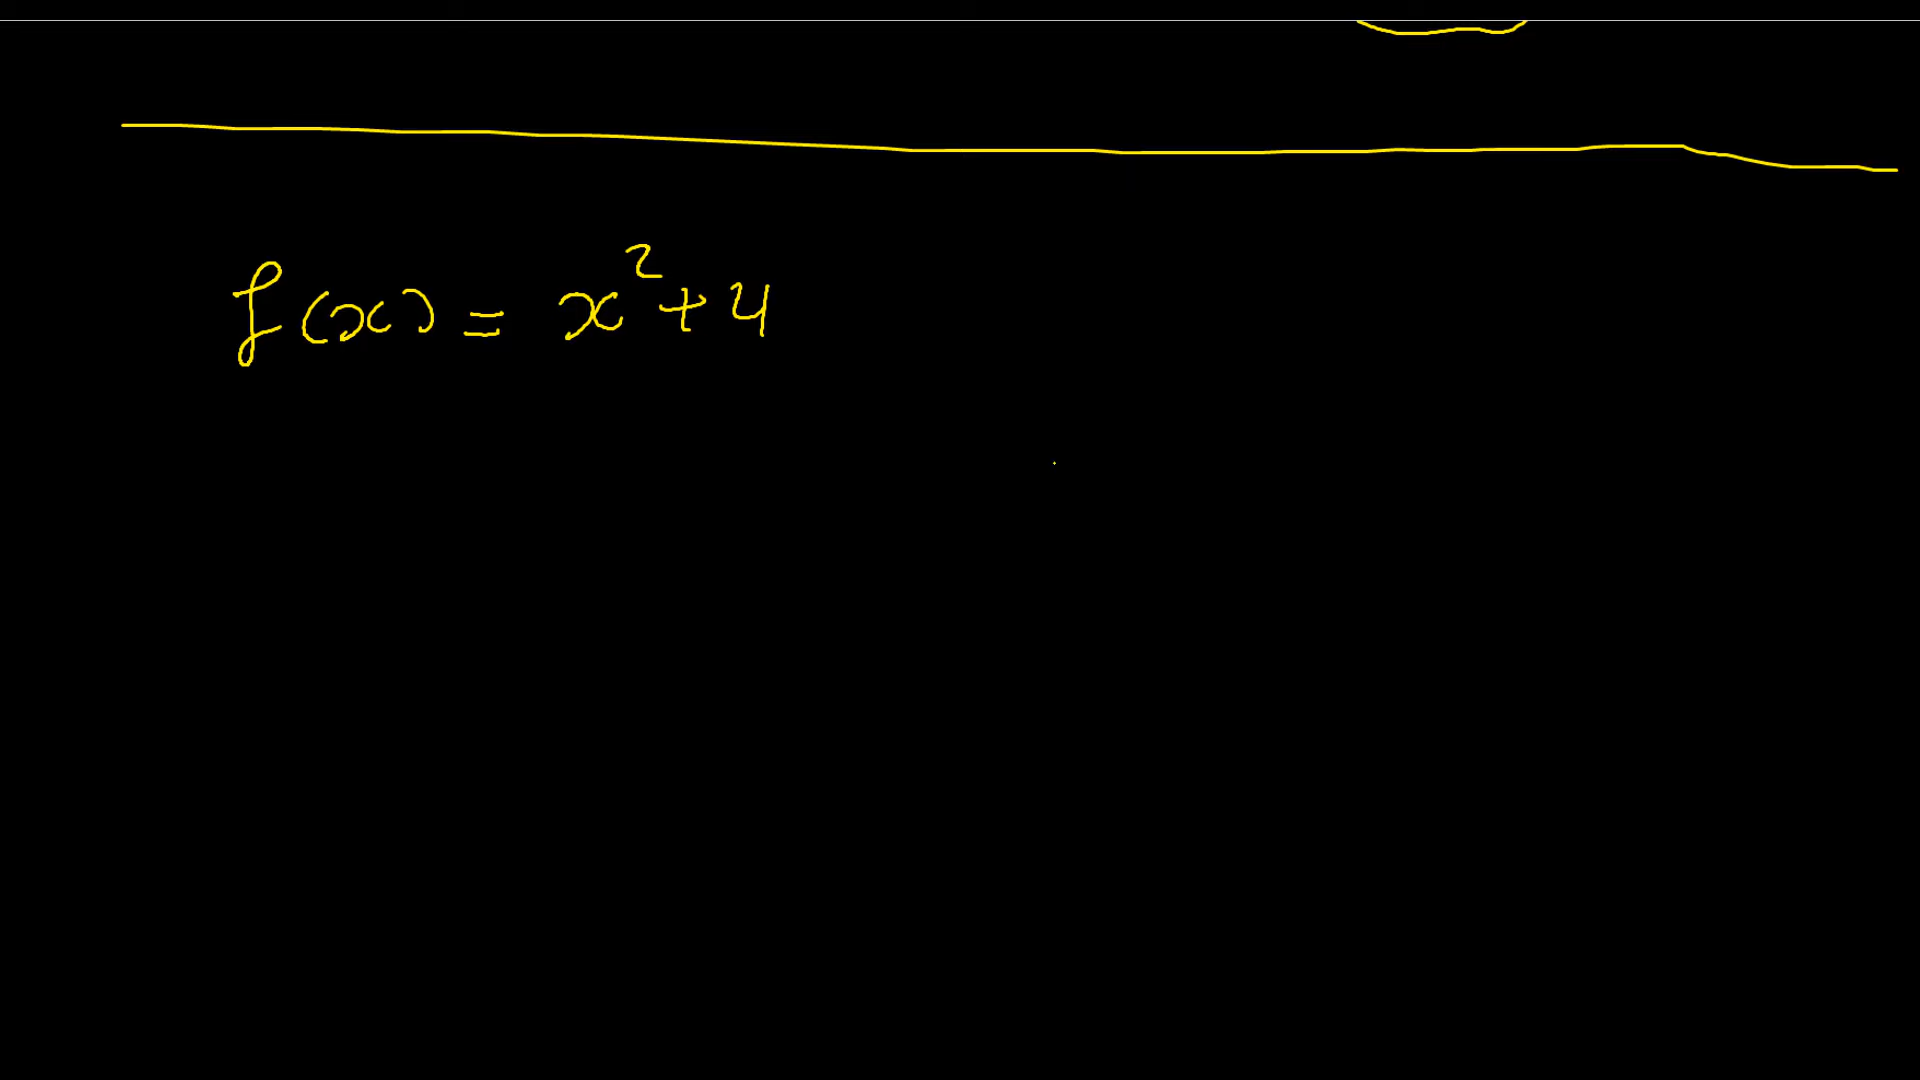 f(x) = x² + 4